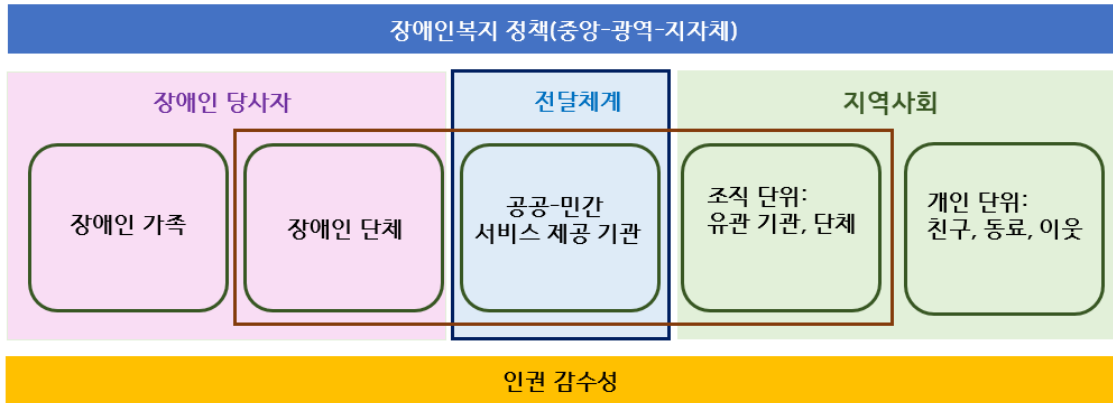 장애인복지 정책(중앙-광역-지자체)
장애인 당사자
전달체계
지역사회
장애인 가족
장애인 단체
공공-민간
서비스 제공 기관
조직 단위:
유관 기관, 단체
개인 단위:
친구, 동료, 이웃
인권 감수성